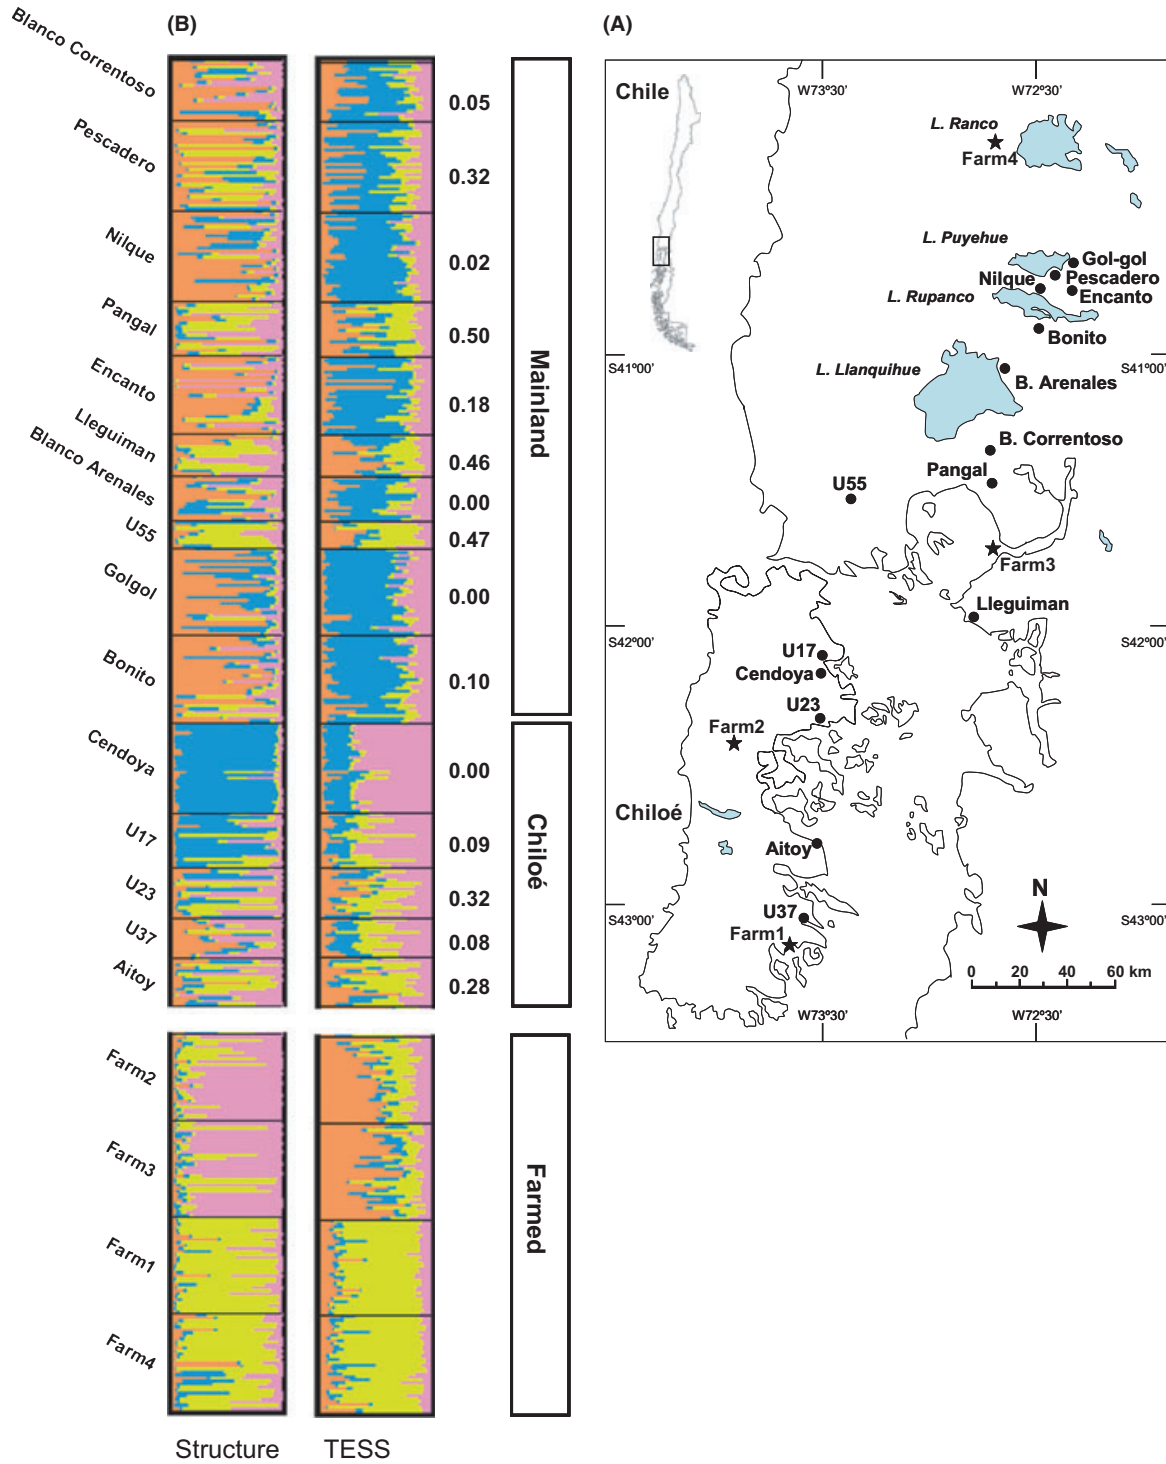 (B)
Blanco Correntoso
0.05
Pescadero
0.32
Nilque
0.02
Pangal
0.50
Encanto
0.18
Lleguiman
0.46
Blanco Arenales
0.00
U55
0.47
Golgol
0.00
Bonito
0.10
Mainland
Cendoya
0.00
U17
0.09
U23
0.32
U37
0.08
Aitoy
0.28
Chiloé
Farm2
Farm3
Farm1
Farm4
Farmed
Structure
TESS
(A)
Chile
W73°30'
W72°30'
L. Ranco
Farm4
L. Puyehue
Gol-gol
Nilque
Pescadero
L. Rupanco
Encanto
Bonito
S41°00'
S41°00'
L. Llanquihue
B. Arenales
B. Correntoso
Pangal
U55
Farm3
Lleguiman
S42°00'
S42°00'
U17
Cendoya
U23
Farm2
Chiloé
Aitoy
N
U37
S43°00'
S43°00'
Farm1
0 20 40 60 km
W73°30'
W72°30'